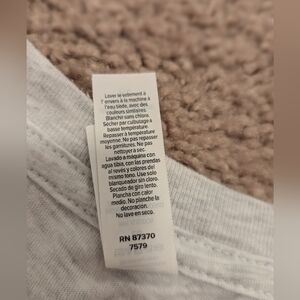 Laver le vêtement à
l' envers à la machine à
l'eau tiède, avec des
couleurs similaires.
Blanchir sans chlore.
Sécher par culbutage à
basse température.
Repasser à température
moyenne. Ne pas repasser
les garnitures. Ne pas
nettoyer à sec.
Lavado a máquina con
agua tibia, con las prendas
al revés y colores del
mismo tono. Use solo
blanqueador sin cloro.
Secado de giro lento.
Plancha con calor
medio. No planche la
decoración.
No lave en seco.
RN 87370
7579